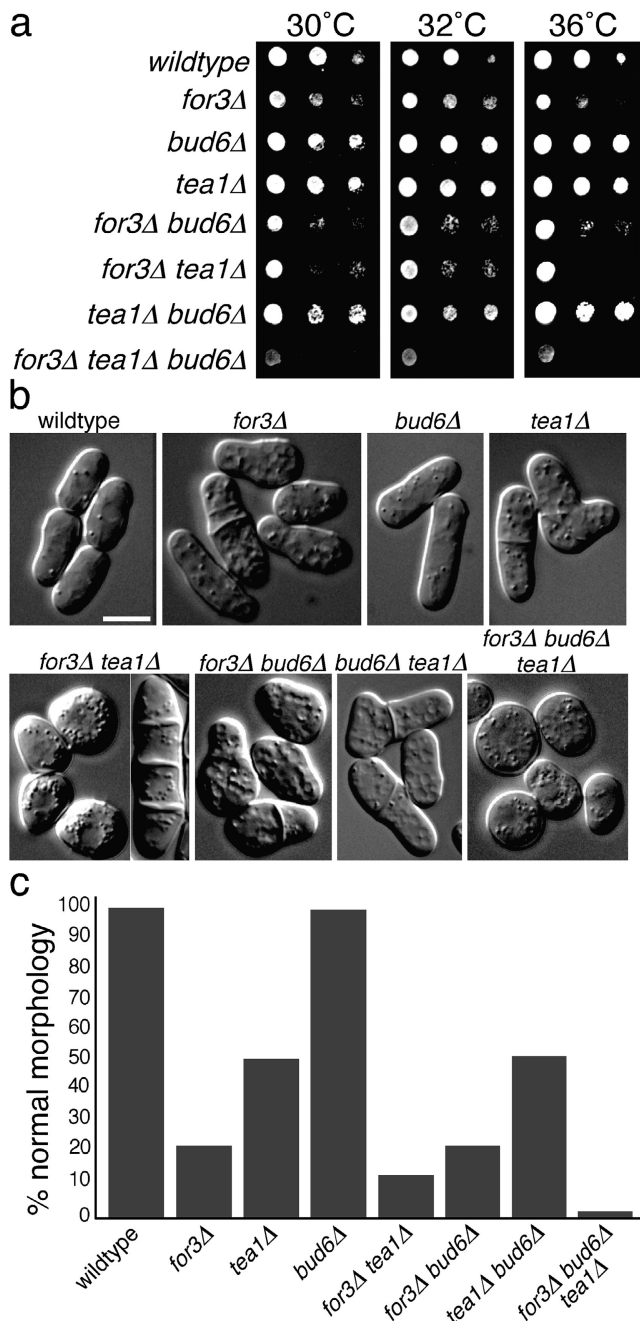 a
30˚C 32˚C 36˚C
wildtype
for3Δ
bud6Δ
tea1Δ
for3Δ bud6Δ
for3Δ tea1Δ
tea1Δ bud6Δ
for3Δ tea1Δ bud6Δ
b
wildtype for3Δ bud6Δ tea1Δ
for3Δ tea1Δ for3Δ bud6Δ bud6Δ tea1Δ for3Δ bud6Δ
tea1Δ
c
% normal morphology
100
90
80
70
60
50
40
30
20
10
0
wildtype
for3Δ
tea1Δ
bud6Δ
for3Δ tea1Δ
for3Δ bud6Δ
tea1Δ bud6Δ
for3Δ bud6Δ
tea1Δ